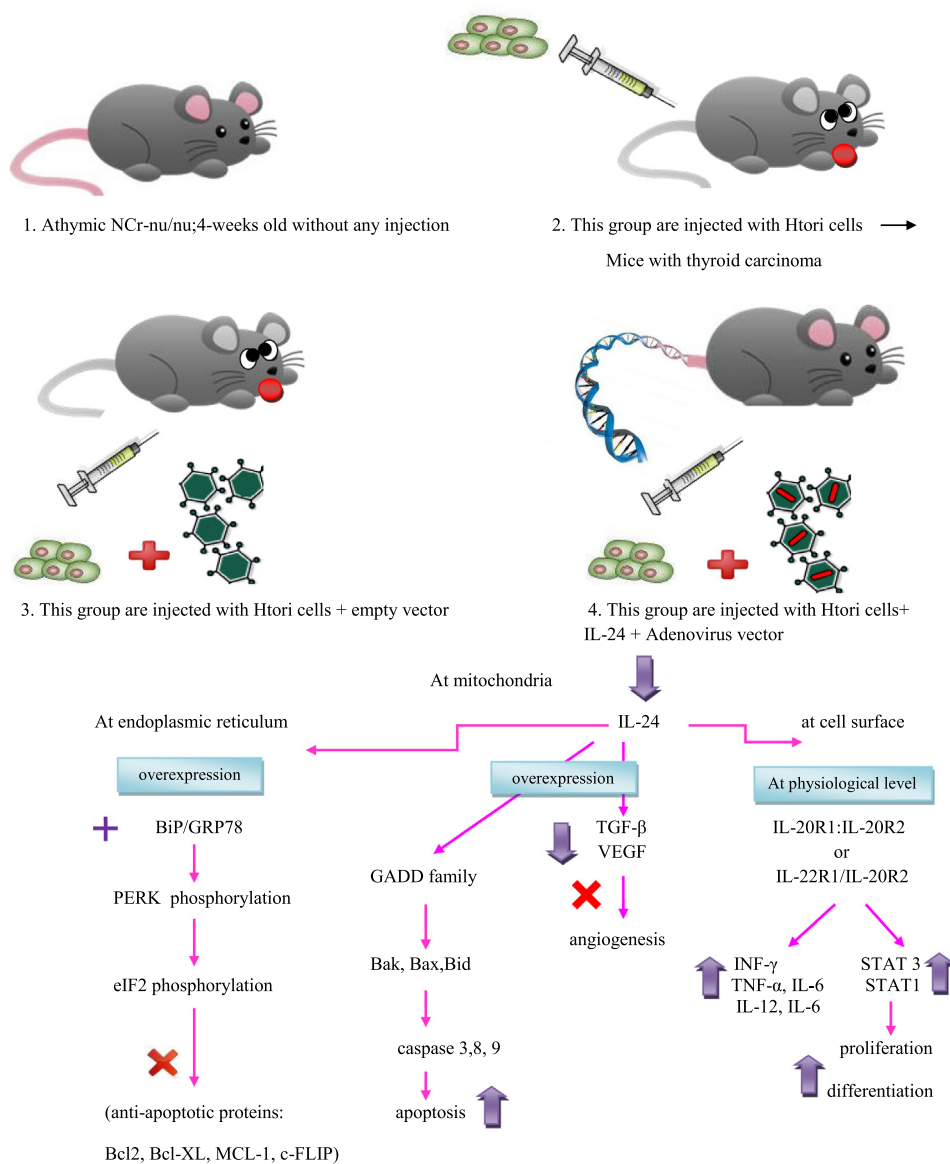 1. Athymic NCr-nu/nu;4-weeks old without any injection
2. This group are injected with Htori cells
Mice with thyroid carcinoma
3. This group are injected with Htori cells + empty vector
4. This group are injected with Htori cells+
IL-24 + Adenovirus vector
At mitochondria
At endoplasmic reticulum
IL-24
at cell surface
overexpression
overexpression
At physiological level
BiP/GRP78
PERK phosphorylation
eIF2 phosphorylation
(anti-apoptotic proteins:
Bcl2, Bcl-XL, MCL-1, c-FLIP)
GADD family
Bak, Bax,Bid
caspase 3,8, 9
apoptosis
TGF-β
VEGF
angiogenesis
IL-20R1:IL-20R2
or
IL-22R1/IL-20R2
INF-γ
TNF-α, IL-6
IL-12, IL-6
STAT 3
STAT1
proliferation
differentiation